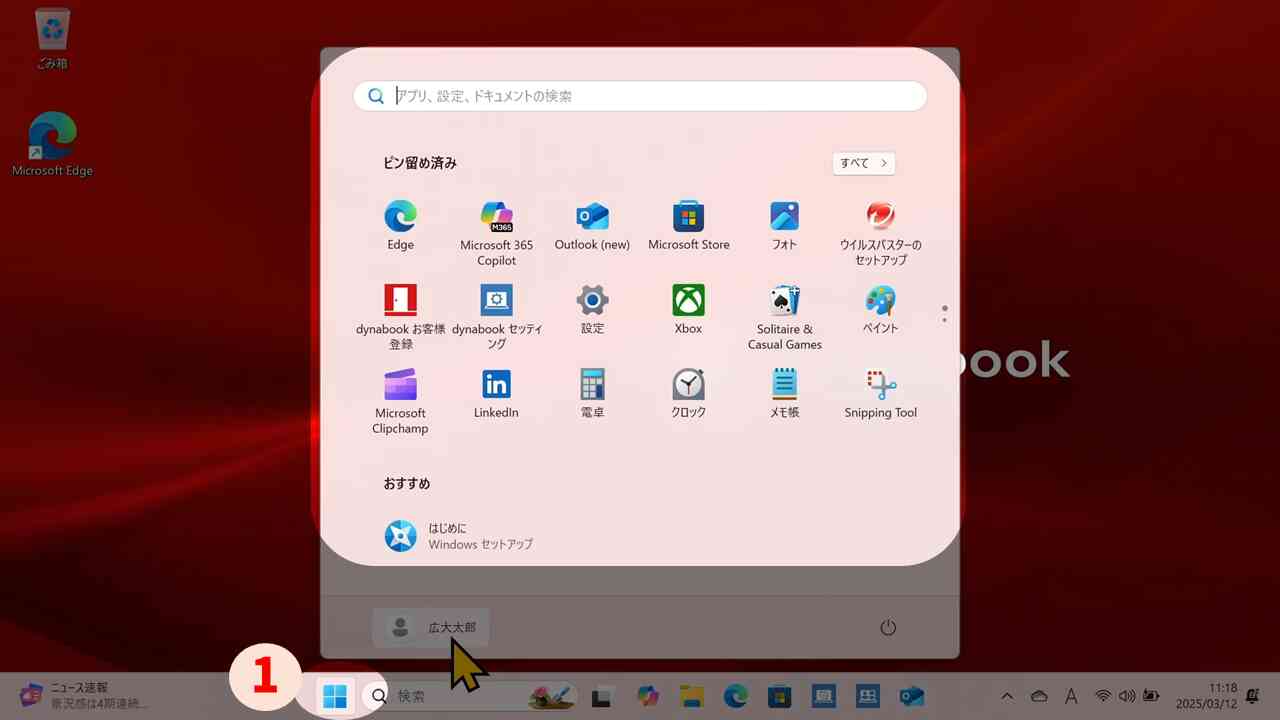 ごみ箱
Microsoft Edge
アプリ、設定、ドキュメントの検索
ピン留め済み
すべて
Edge
Microsoft 365
Copilot
M365
Outlook (new)
Microsoft Store
フォト
ウイルスバスターの
セットアップ
dynabook お客様
登録
dynabook セッティ
ング
設定
Xbox
Solitaire &
Casual Games
ペイント
Microsoft
Clipchamp
LinkedIn
電卓
クロック
メモ帳
Snipping Tool
book
おすすめ
はじめに
Windows セットアップ
広大太郎
1
ニュース速報
景況感は4期連続...
検索
A
11:18
2025/03/12